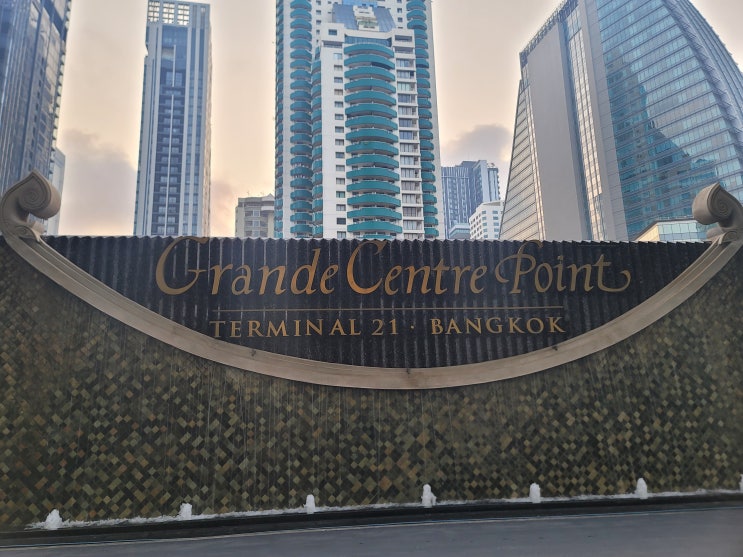 Grande Centre Point
TERMINAL 21 · BANGKOK